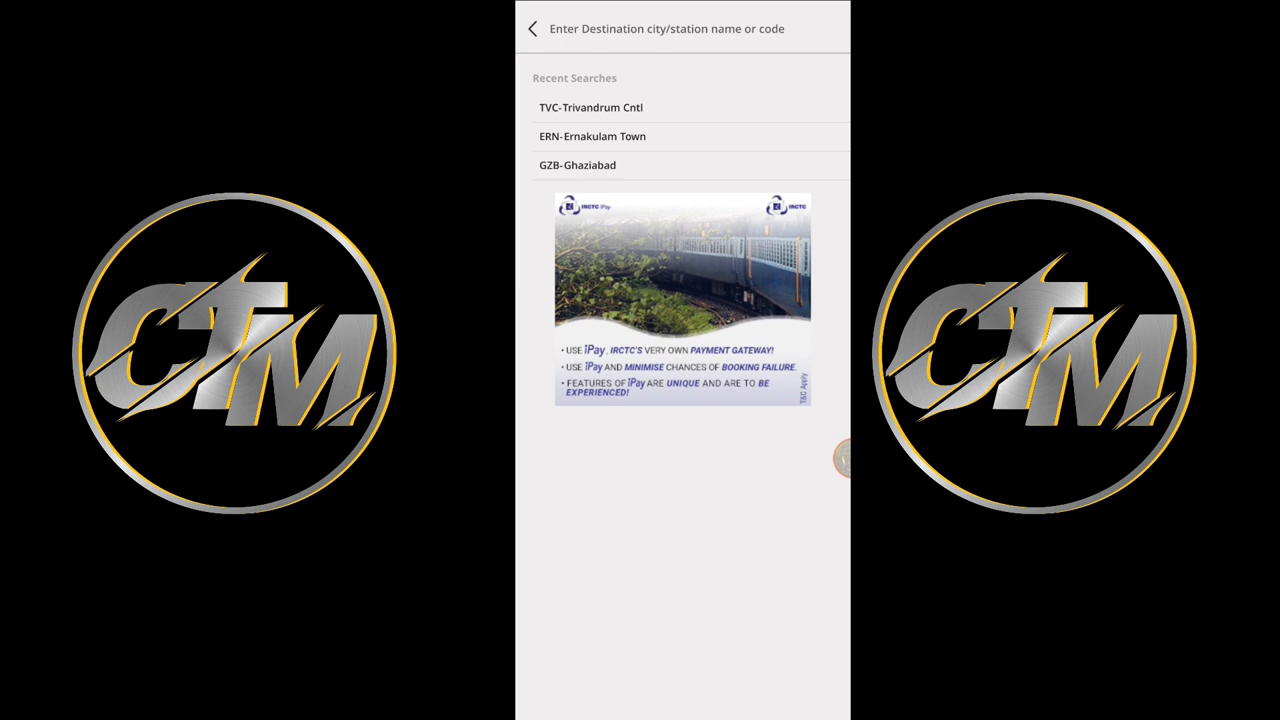 Enter Destination city/station name or code
Recent Searches
TVC-Trivandrum Cntl
ERN-Ernakulam Town
GZB-Ghaziabad
IRCTC iPay
IRCTC
• USE iPay, IRCTC'S VERY OWN PAYMENT GATEWAY!
• USE iPay AND MINIMISE CHANCES OF BOOKING FAILURE.
• FEATURES OF iPay ARE UNIQUE AND ARE TO BE
EXPERIENCED!
T&C Apply
CTM
CTM